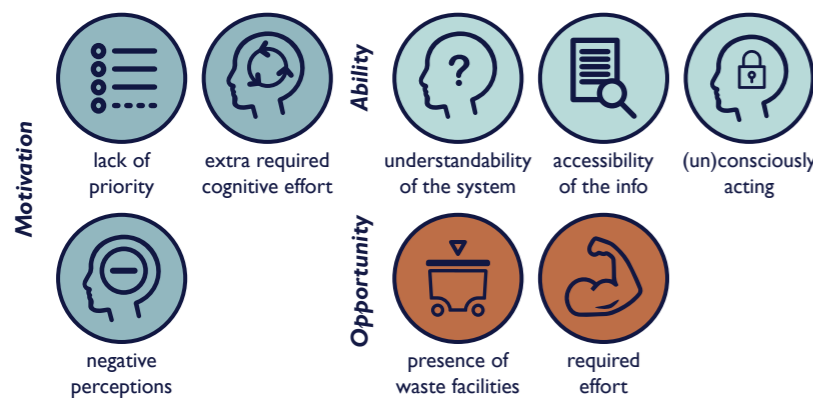 Motivation
lack of
priority
extra required
cognitive effort
negative
perceptions
Ability
?
understandability
of the system
accessibility
of the info
(un)consciously
acting
Opportunity
presence of
waste facilities
required
effort